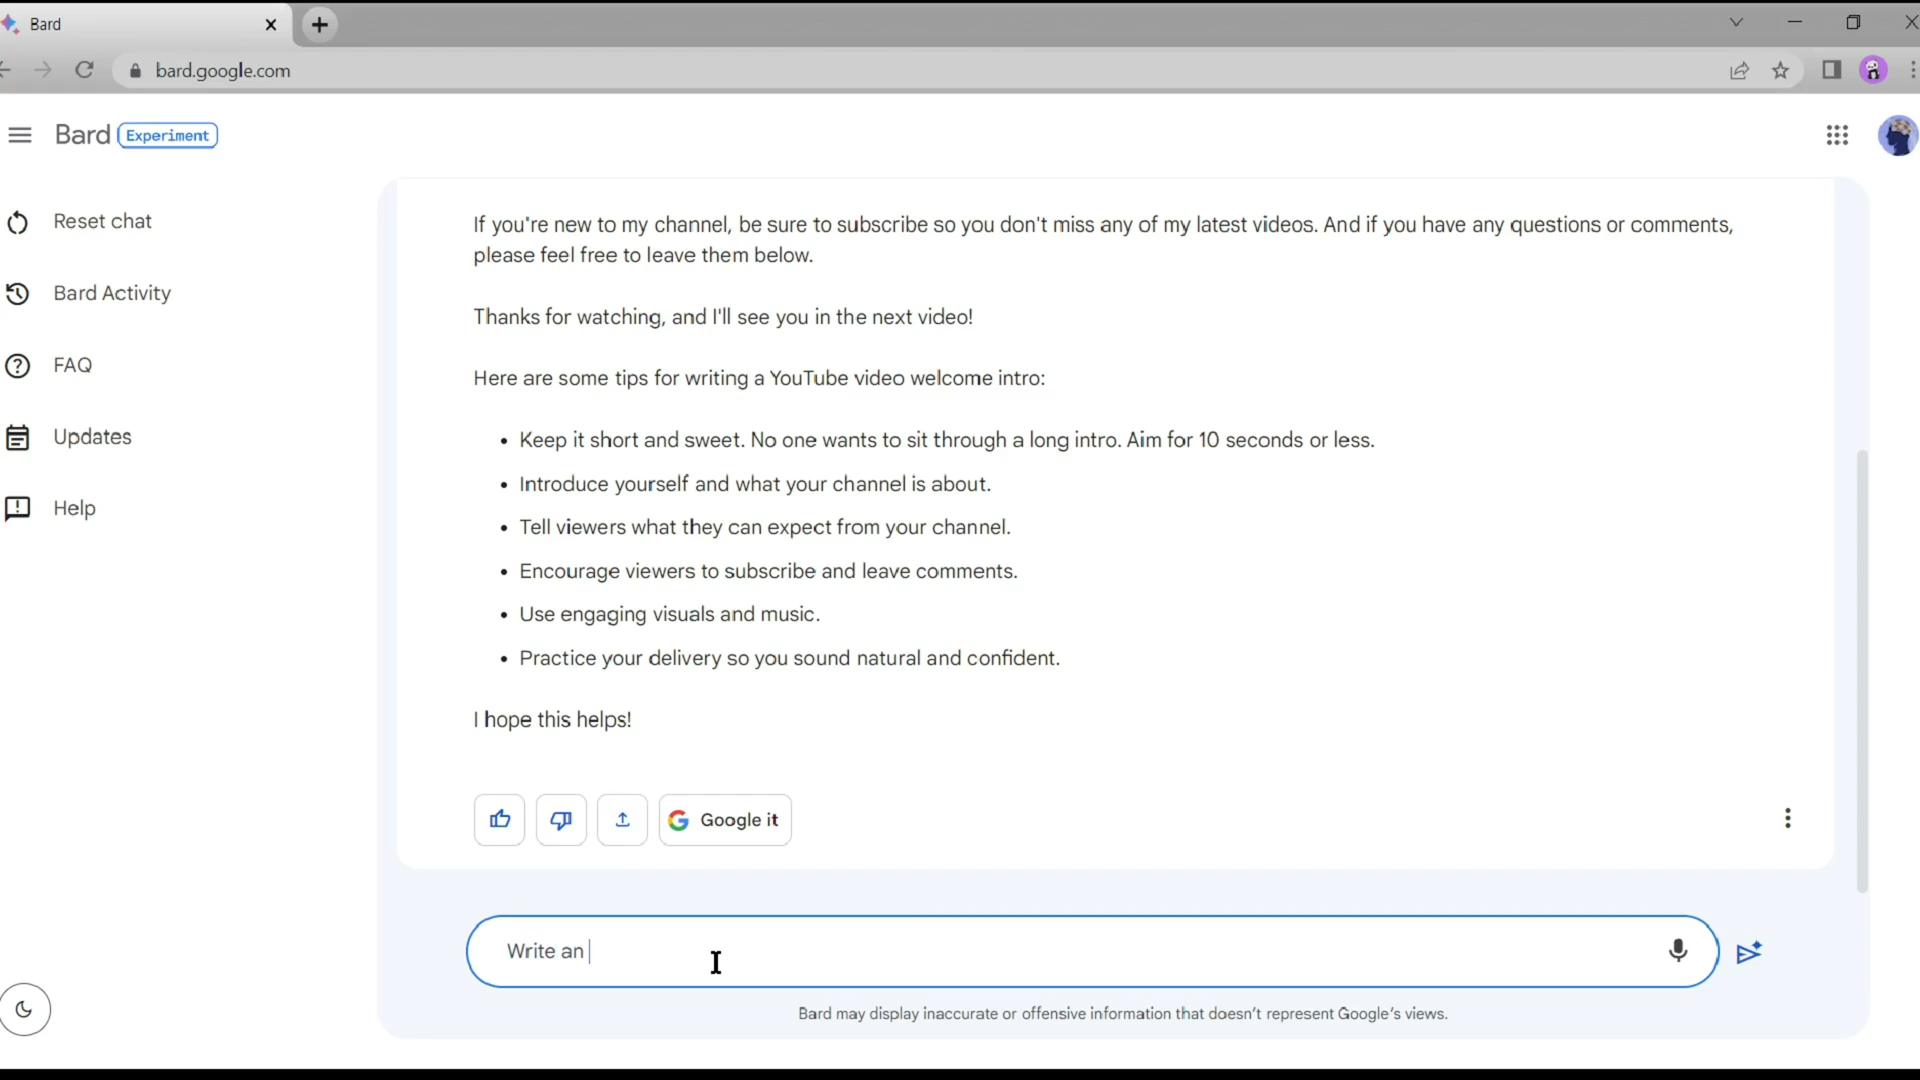 Bard
bard.google.com
Bard Experiment
Reset chat
Bard Activity
FAQ
Updates
Help
If you're new to my channel, be sure to subscribe so you don't miss any of my latest videos. And if you have any questions or comments,
please feel free to leave them below.
Thanks for watching, and I'll see you in the next video!
Here are some tips for writing a YouTube video welcome intro:
• Keep it short and sweet. No one wants to sit through a long intro. Aim for 10 seconds or less.
• Introduce yourself and what your channel is about.
• Tell viewers what they can expect from your channel.
• Encourage viewers to subscribe and leave comments.
• Use engaging visuals and music.
• Practice your delivery so you sound natural and confident.
I hope this helps!
Google it
Write an
Bard may display inaccurate or offensive information that doesn't represent Google's views.